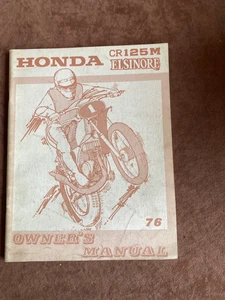 HONDA CR125M
ELSINORE
76
OWNER'S
MANUAL